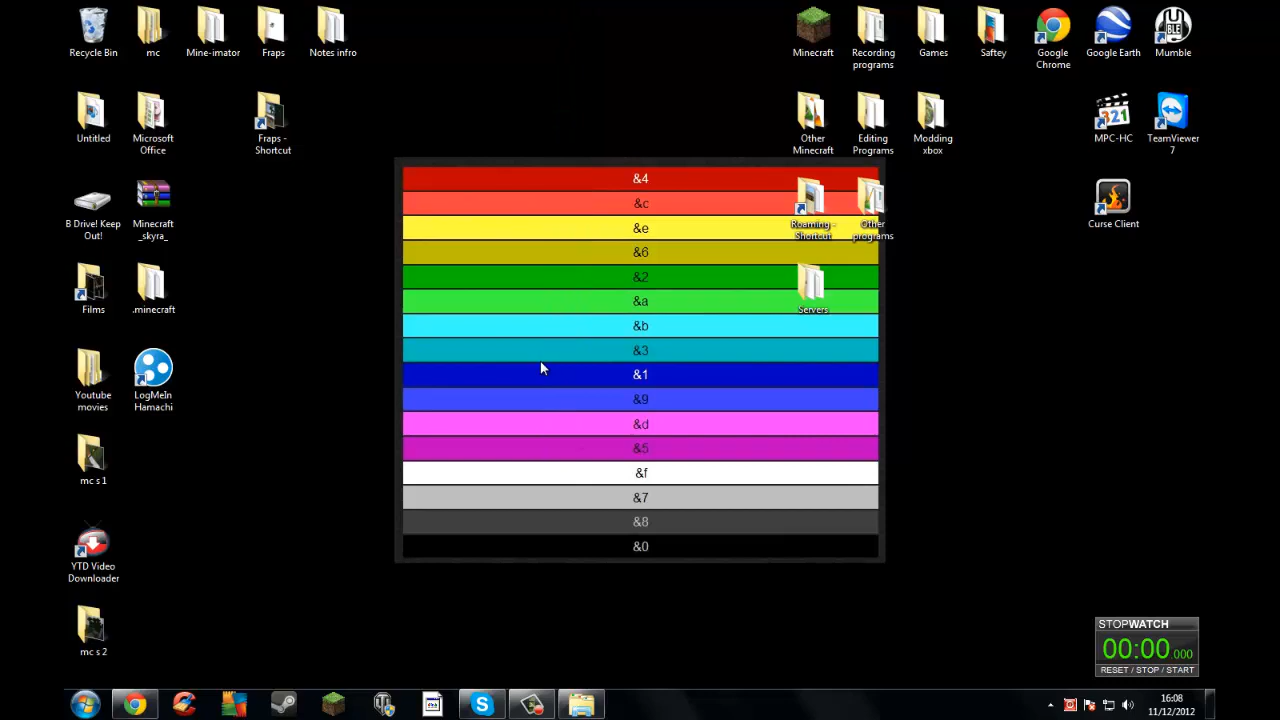 Recycle Bin
mc
Mine-imator
Fraps
Notes infro
Minecraft
Recording
programs
Games
Saftey
Google
Chrome
Google Earth
Mumble
Untitled
Microsoft
Office
Fraps -
Shortcut
Other
Minecraft
Editing
Programs
Modding
xbox
321
MPC-HC
TeamViewer
7
B Drive! Keep
Out!
Minecraft
_skyra_
Roaming -
Shortcut
Other
programs
Curse Client
Films
.minecraft
Servers
Youtube
movies
LogMeIn
Hamachi
mc s 1
YTD Video
Downloader
mc s 2
&4
&c
&e
&6
&2
&a
&b
&3
&1
&9
&d
&5
&f
&7
&8
&0
STOPWATCH
00:00.000
RESET / STOP / START
16:08
11/12/2012